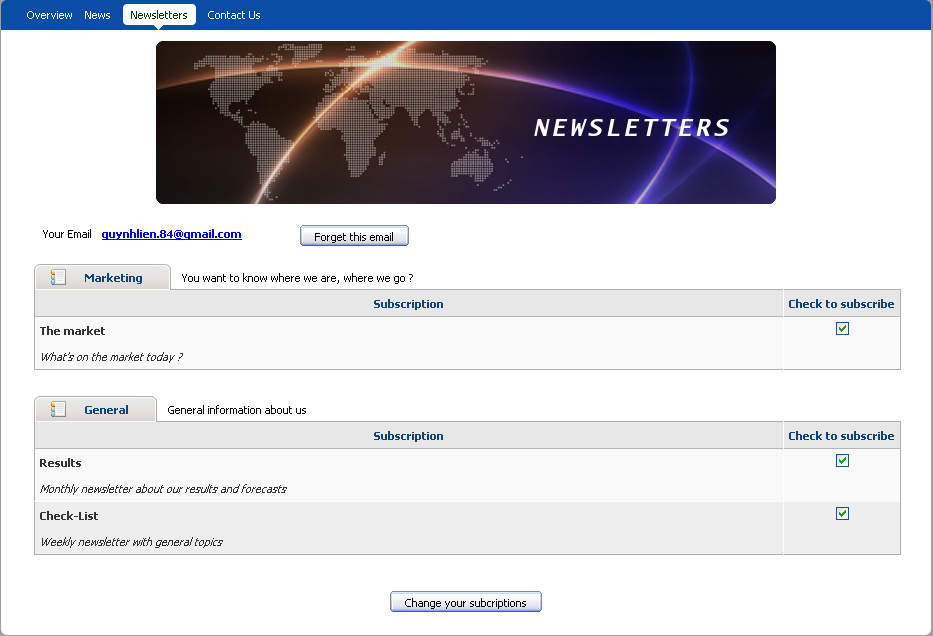 Overview News Newsletters Contact Us
NEWSLETTERS
Your Email quynhlien.84@gmail.com Forget this email
Marketing You want to know where we are, where we go ?
Subscription Check to subscribe
The market
What's on the market today ?
General General information about us
Subscription Check to subscribe
Results
Monthly newsletter about our results and forecasts
Check-List
Weekly newsletter with general topics
Change your subcriptions